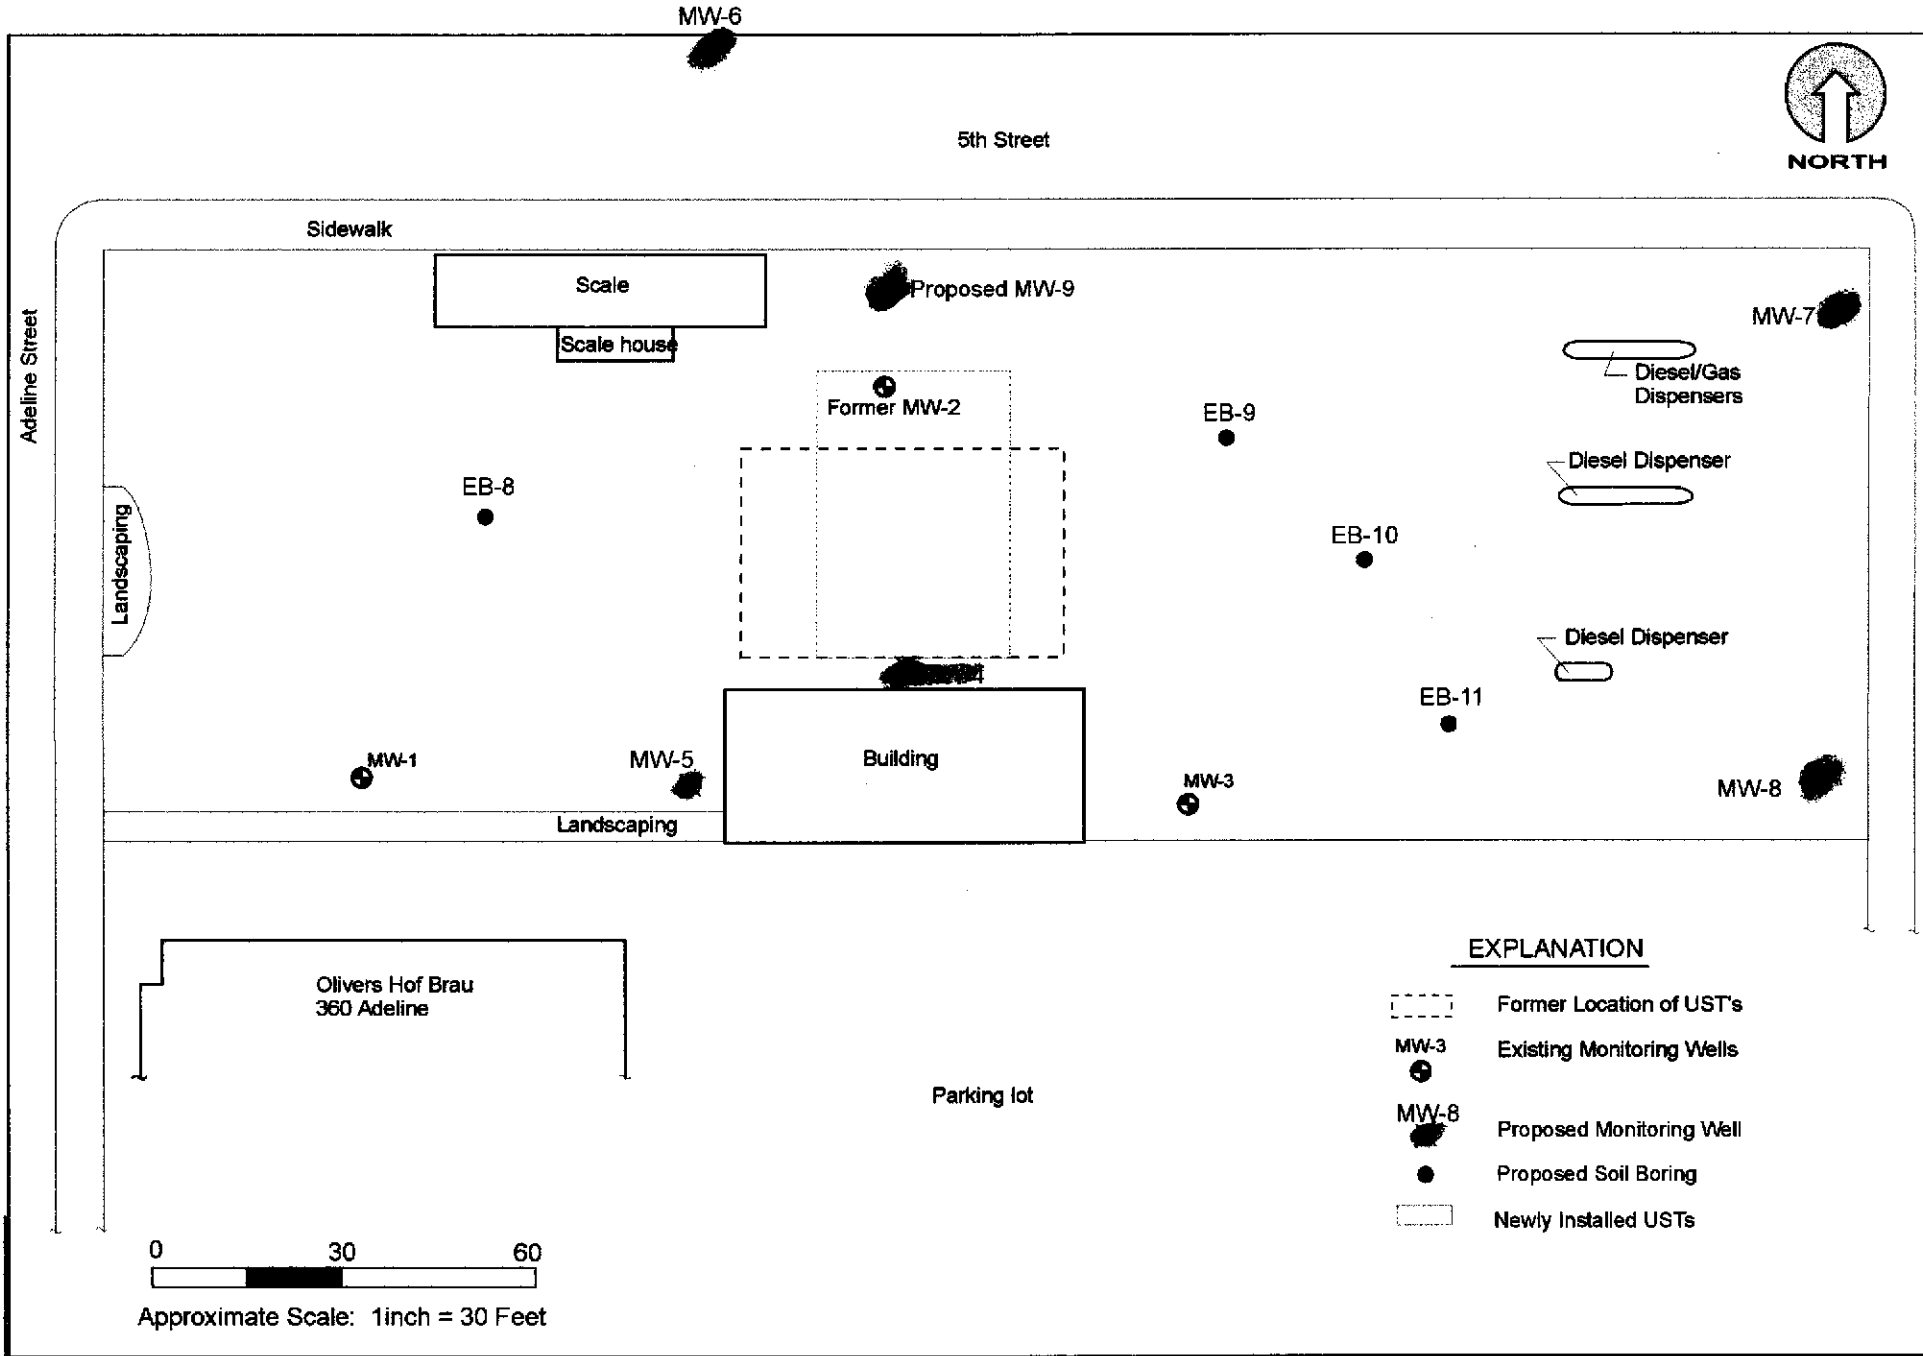 MW-6
5th Street
NORTH
Sidewalk
Scale
Proposed MW-9
MW-7
Scale house
Adeline Street
Diesel/Gas
Dispensers
Former MW-2
EB-9
Diesel Dispenser
EB-8
Landscaping
EB-10
Diesel Dispenser
EB-11
MW-1
MW-5
Building
MW-3
MW-8
Landscaping
EXPLANATION
Olivers Hof Brau
360 Adeline
Former Location of UST's
MW-3
Existing Monitoring Wells
Parking lot
MW-8
Proposed Monitoring Well
Proposed Soil Boring
Newly Installed USTs
0 30 60
Approximate Scale: 1inch = 30 Feet